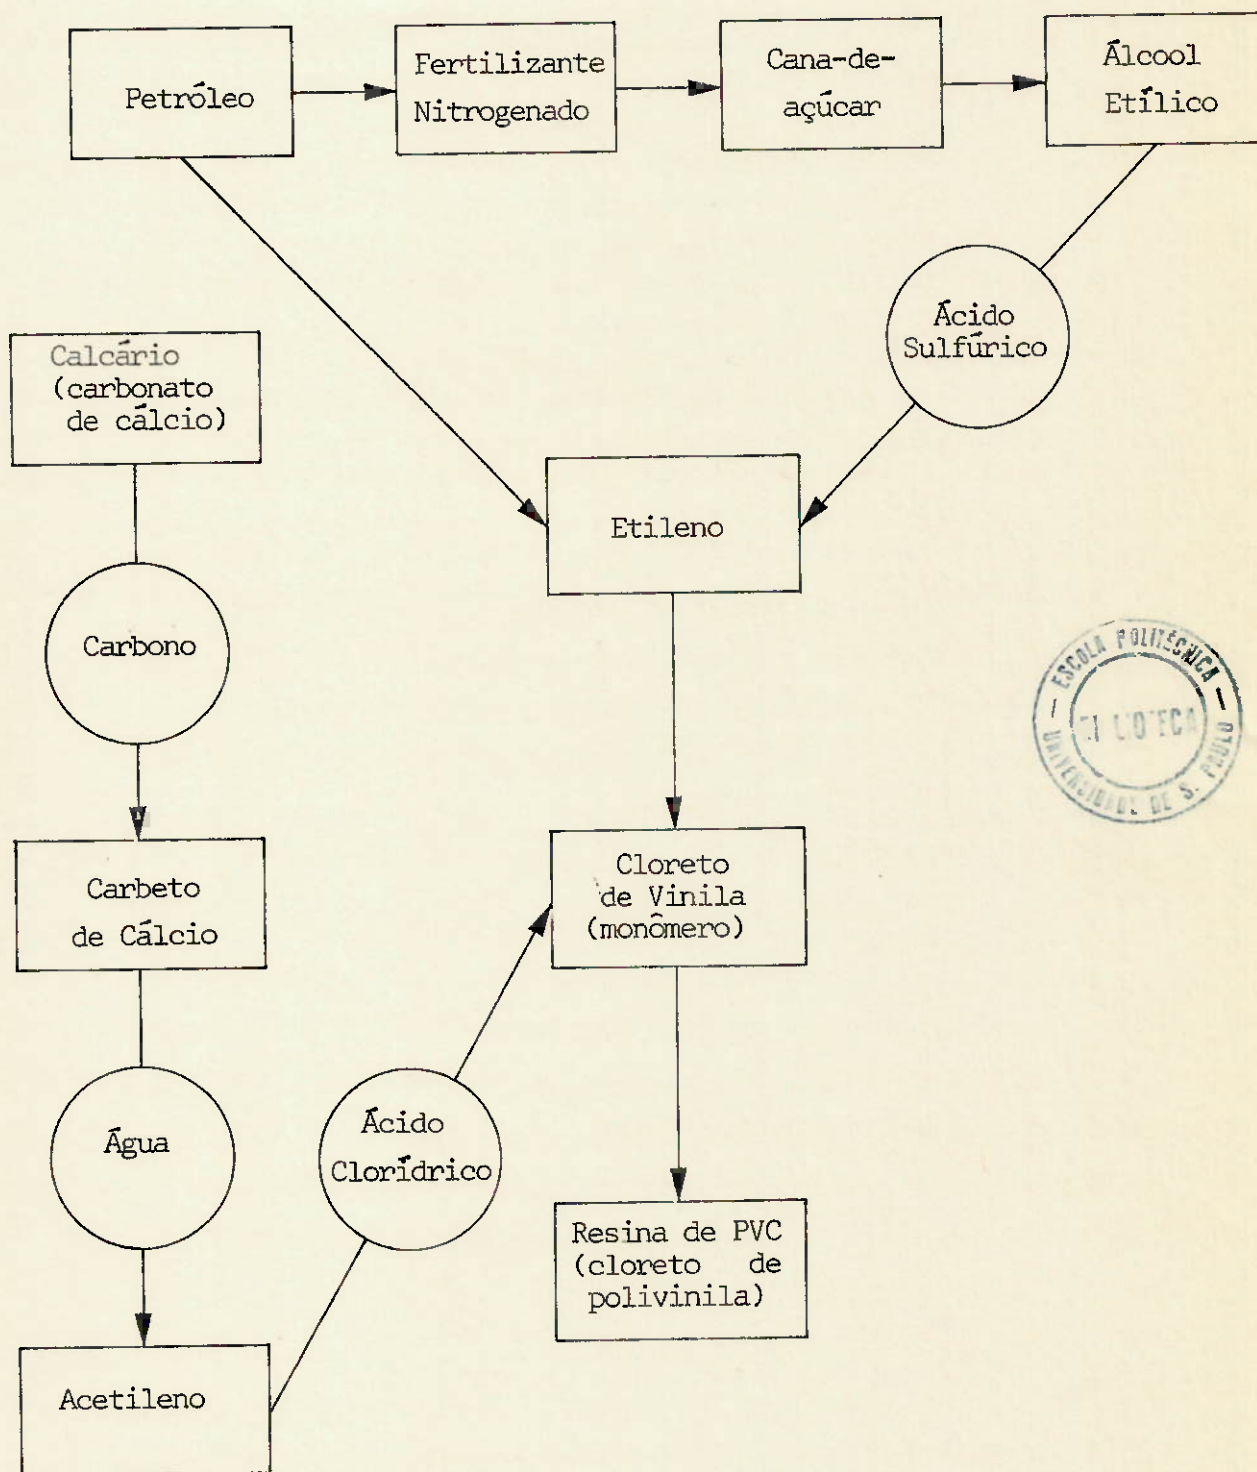 Petróleo
Fertilizante
Nitrogenado
Cana-de-
açúcar
Álcool
Etílico
Ácido
Sulfúrico
Calcário
(carbonato
de cálcio)
Etileno
Carbono
ESCOLA POLITÉCNICA
UNIVERSIDADE DE S. PAULO
Carbeto
de Cálcio
Cloreto
de Vinila
(monômero)
Água
Ácido
Clorídrico
Resina de PVC
(cloreto de
polivinila)
Acetileno